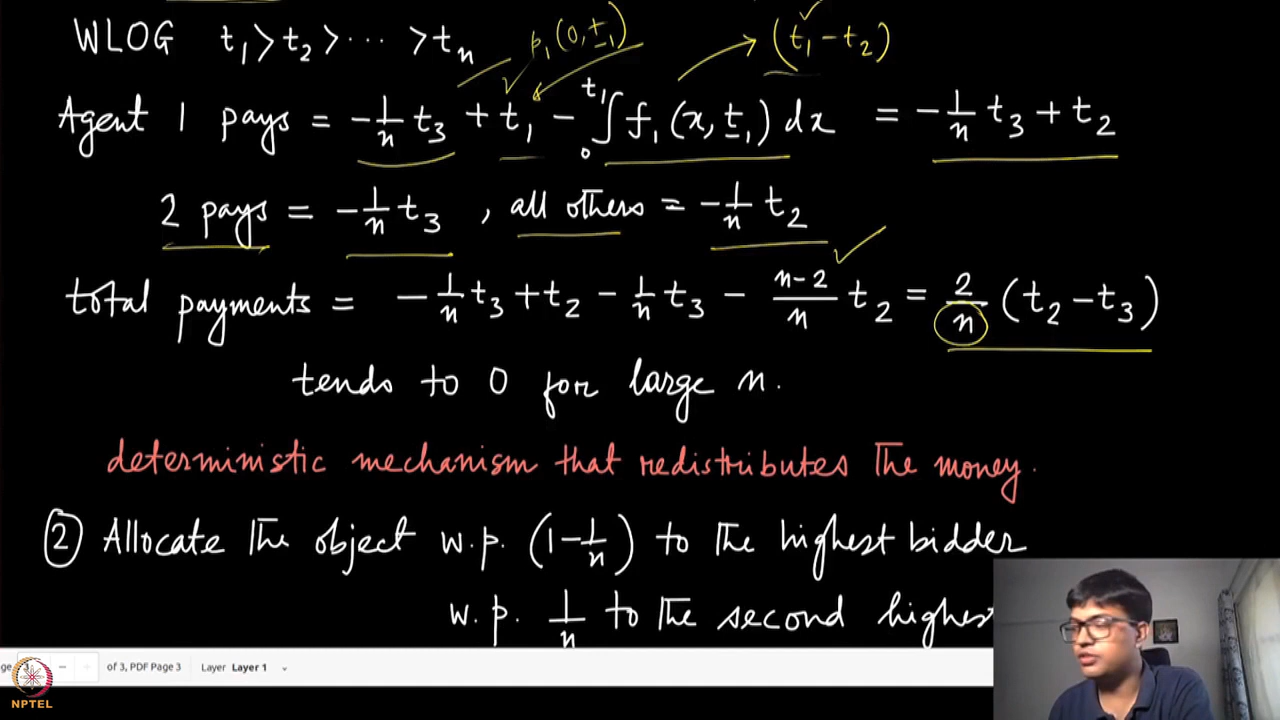 WLOG t₁ > t₂ > ⋯ > tₙ p₁(0, t₋₁) (t₁ - t₂)
Agent 1 pays = -1/n t₃ + t₁ - ∫₀^t₁ f₁(x, t₋₁) dx = -1/n t₃ + t₂
2 pays = -1/n t₃ , all others = -1/n t₂
total payments = -1/n t₃ + t₂ - 1/n t₃ - n-2/n t₂ = 2/n (t₂ - t₃)
tends to 0 for large n.
deterministic mechanism that redistributes the money.
② Allocate the object w.p. (1 - 1/n) to the highest bidder
w.p. 1/n to the second highest
ge of 3, PDF Page 3 Layer Layer 1
NPTEL